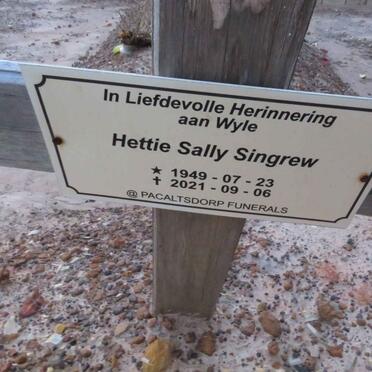 In Liefdevolle Herinnering
aan Wyle
Hettie Sally Singrew
★ 1949 - 07 - 23
✝ 2021 - 09 - 06
@ PACALTSDORP FUNERALS